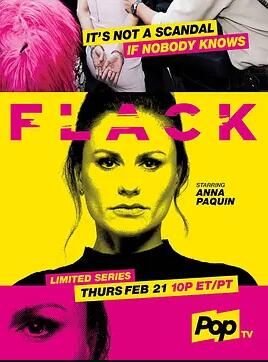 IT'S NOT A SCANDAL
IF NOBODY KNOWS
FLACK
STARRING
ANNA
PAQUIN
LIMITED SERIES
THURS FEB 21 10P ET/PT
Pop
TV